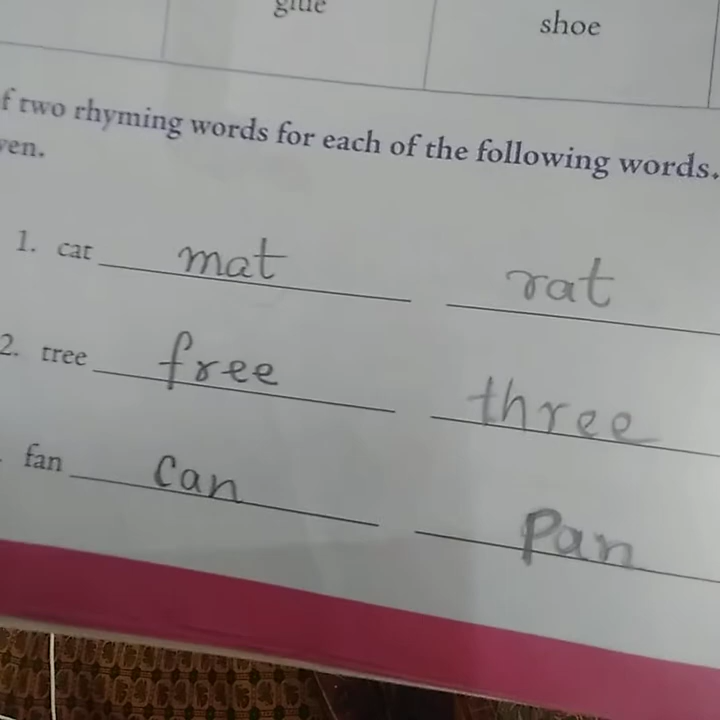 glue shoe
f two rhyming words for each of the following words.
ven.
1. cat mat rat
2. tree free three
fan can Pan